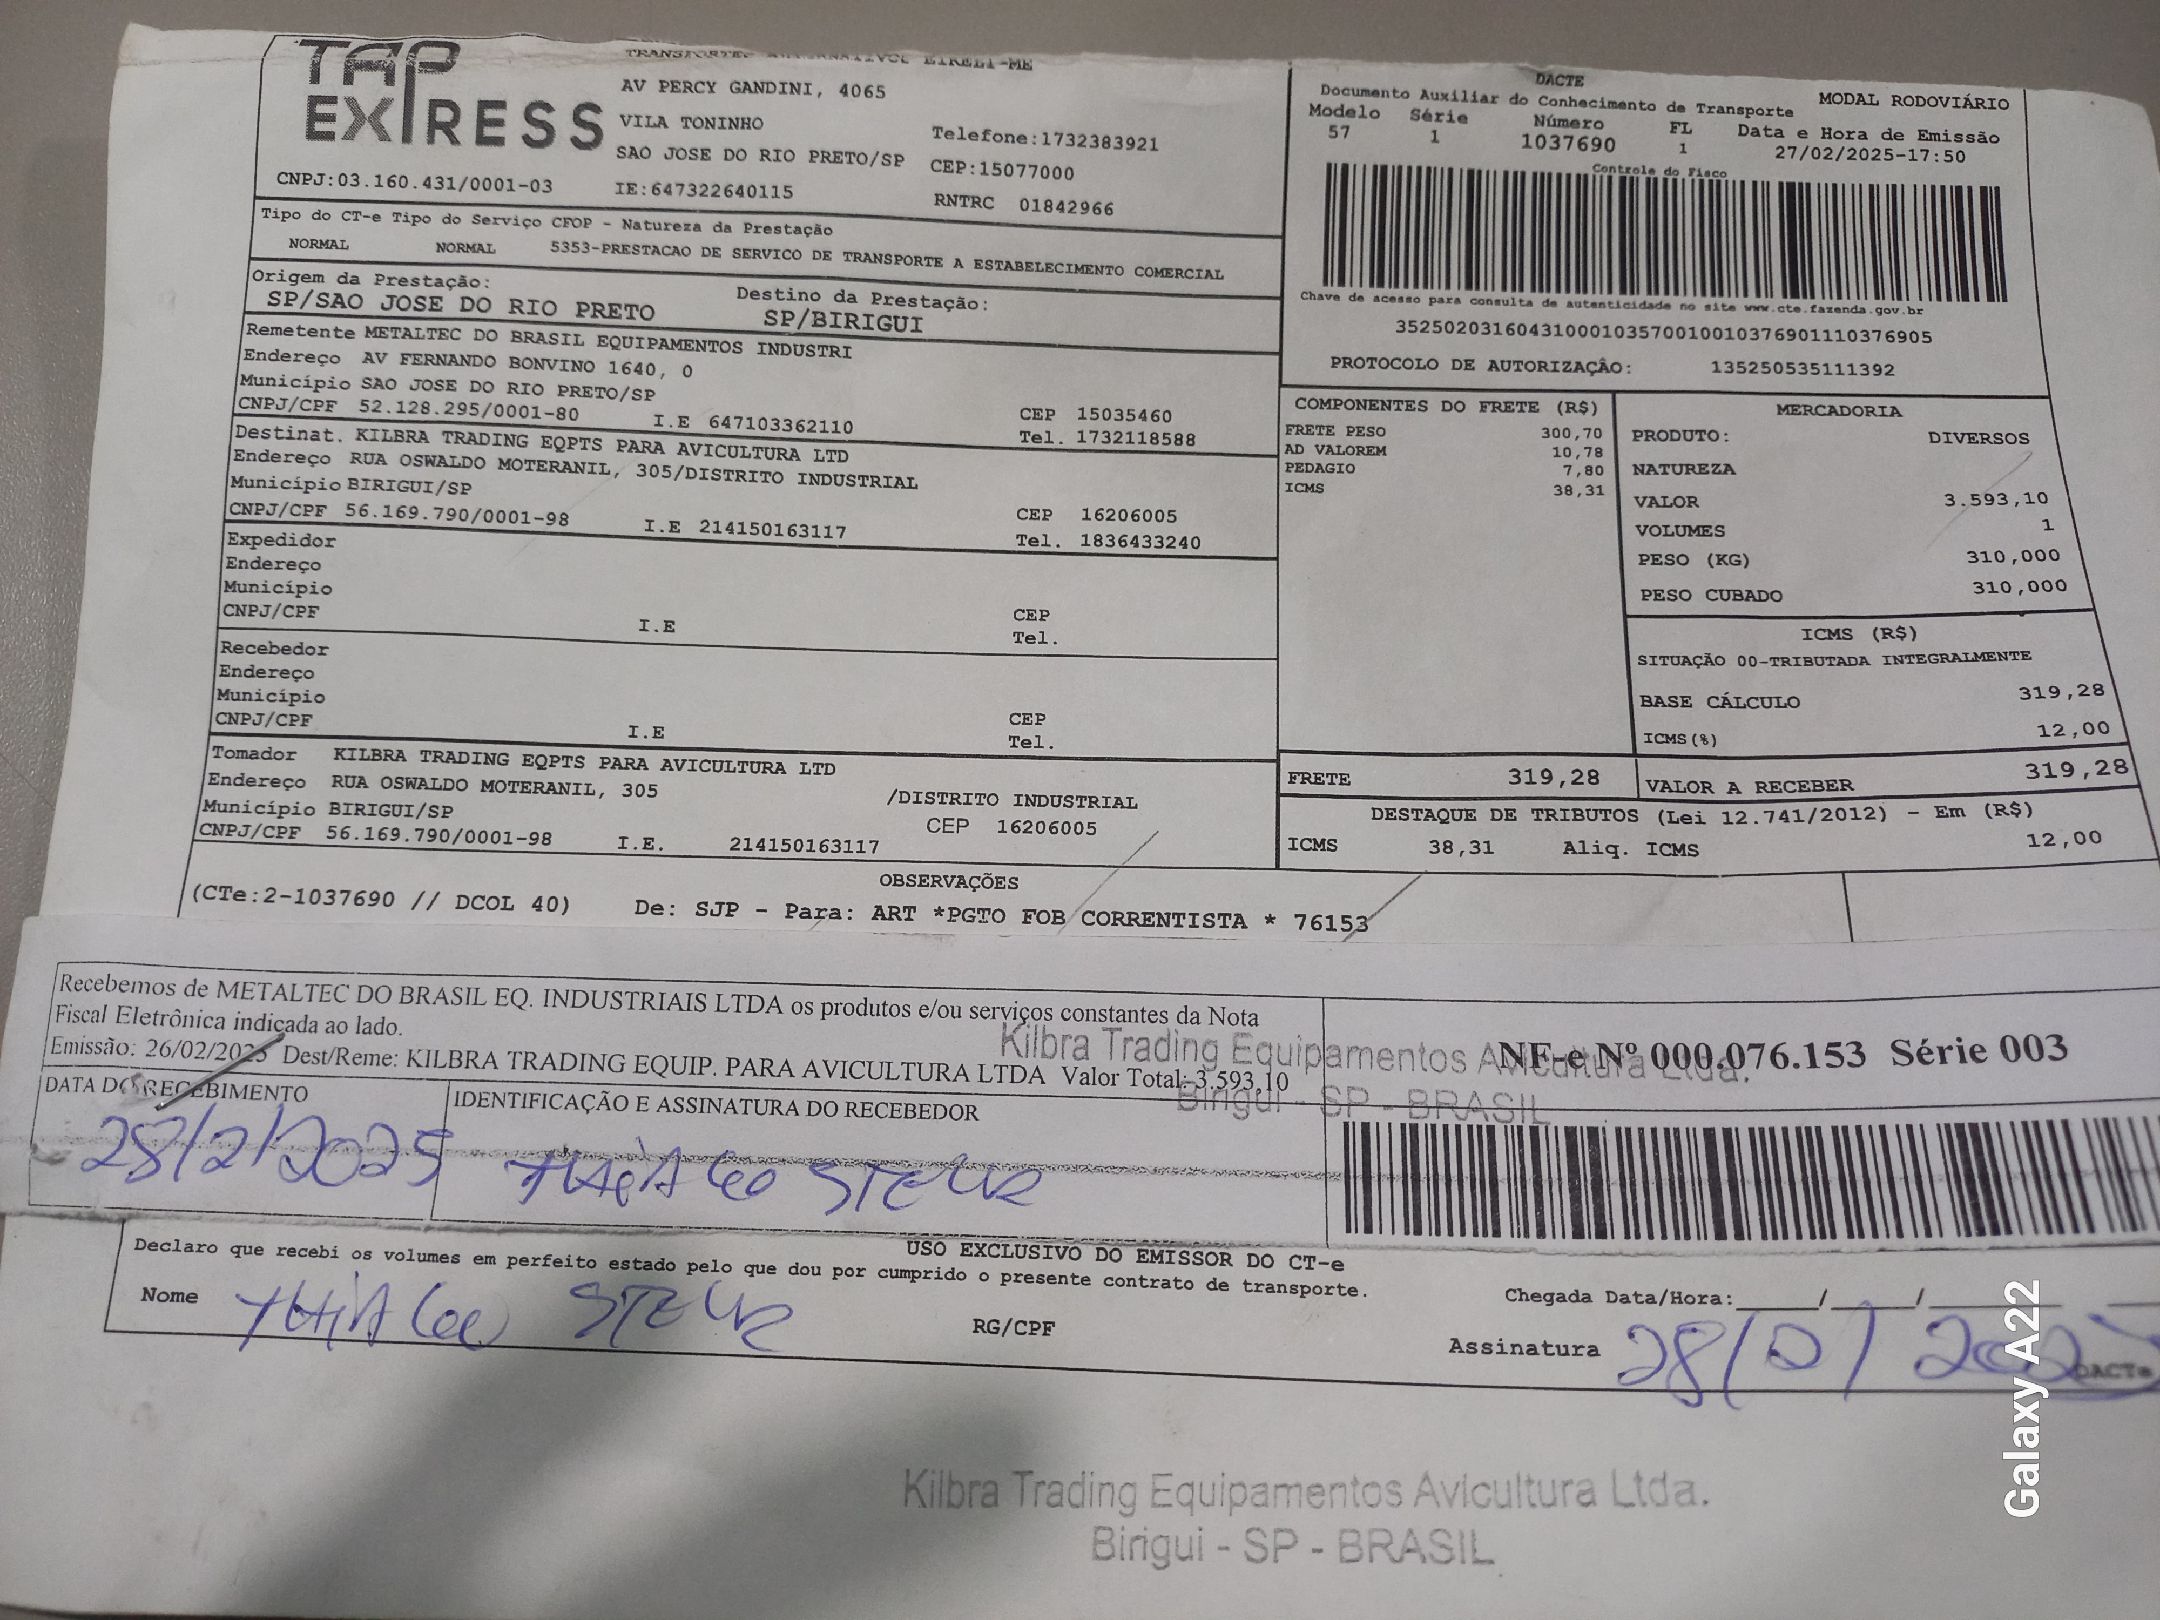 TAP EXPRESS
AV PERCY GANDINI, 4065
VILA TONINHO
SAO JOSE DO RIO PRETO/SP
Telefone:1732383921
CEP:15077000
CNPJ:03.160.431/0001-03 IE:647322640115 RNTRC 01842966
DACTE
Documento Auxiliar do Conhecimento de Transporte MODAL RODOVIÁRIO
Modelo Série Número FL Data e Hora de Emissão
57 1 1037690 1 27/02/2025-17:50
Controle do Fisco
Chave de acesso para consulta de autenticidade no site www.cte.fazenda.gov.br
35250203160431000103570010010376901110376905
PROTOCOLO DE AUTORIZAÇÂO: 135250535111392
Tipo do CT-e Tipo do Serviço CFOP - Natureza da Prestação
NORMAL NORMAL 5353-PRESTACAO DE SERVICO DE TRANSPORTE A ESTABELECIMENTO COMERCIAL
Origem da Prestação: Destino da Prestação:
SP/SAO JOSE DO RIO PRETO SP/BIRIGUI
Remetente METALTEC DO BRASIL EQUIPAMENTOS INDUSTRI
Endereço AV FERNANDO BONVINO 1640, 0
Município SAO JOSE DO RIO PRETO/SP CEP 15035460
CNPJ/CPF 52.128.295/0001-80 I.E 647103362110 Tel. 1732118588
Destinat. KILBRA TRADING EQPTS PARA AVICULTURA LTD
Endereço RUA OSWALDO MOTERANIL, 305/DISTRITO INDUSTRIAL
Município BIRIGUI/SP CEP 16206005
CNPJ/CPF 56.169.790/0001-98 I.E 214150163117 Tel. 1836433240
Expedidor
Endereço
Município CEP
CNPJ/CPF I.E Tel.
Recebedor
Endereço
Município CEP
CNPJ/CPF I.E Tel.
Tomador KILBRA TRADING EQPTS PARA AVICULTURA LTD
Endereço RUA OSWALDO MOTERANIL, 305 /DISTRITO INDUSTRIAL
Município BIRIGUI/SP CEP 16206005
CNPJ/CPF 56.169.790/0001-98 I.E. 214150163117
COMPONENTES DO FRETE (R$)
FRETE PESO 300,70
AD VALOREM 10,78
PEDAGIO 7,80
ICMS 38,31
MERCADORIA
PRODUTO: DIVERSOS
NATUREZA
VALOR 3.593,10
VOLUMES 1
PESO (KG) 310,000
PESO CUBADO 310,000
ICMS (R$)
SITUAÇÃO 00-TRIBUTADA INTEGRALMENTE
BASE CÁLCULO 319,28
ICMS(%) 12,00
FRETE 319,28 VALOR A RECEBER 319,28
DESTAQUE DE TRIBUTOS (Lei 12.741/2012) - Em (R$)
ICMS 38,31 Aliq. ICMS 12,00
OBSERVAÇÕES
(CTe:2-1037690 // DCOL 40) De: SJP - Para: ART *PGTO FOB CORRENTISTA * 76153
Recebemos de METALTEC DO BRASIL EQ. INDUSTRIAIS LTDA os produtos e/ou serviços constantes da Nota
Fiscal Eletrônica indicada ao lado.
Emissão: 26/02/2025 Dest/Reme: KILBRA TRADING EQUIP. PARA AVICULTURA LTDA Valor Total: 3.593,10
NF-e Nº 000.076.153 Série 003
Kilbra Trading Equipamentos Avicultura Ltda.
Birigui - SP - BRASIL
DATA DO RECEBIMENTO IDENTIFICAÇÃO E ASSINATURA DO RECEBEDOR
28/2/2025
USO EXCLUSIVO DO EMISSOR DO CT-e
Declaro que recebi os volumes em perfeito estado pelo que dou por cumprido o presente contrato de transporte.
Nome RG/CPF
Chegada Data/Hora:_____/_____/________
Assinatura
DACTe
Kilbra Trading Equipamentos Avicultura Ltda.
Birigui - SP - BRASIL
Galaxy A22